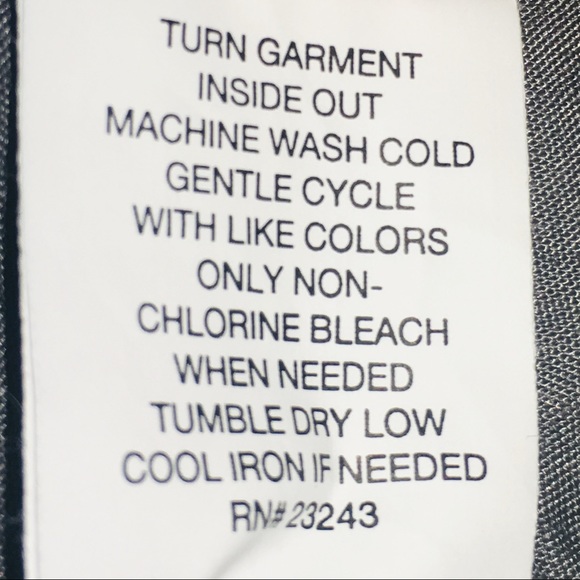 TURN GARMENT
INSIDE OUT
MACHINE WASH COLD
GENTLE CYCLE
WITH LIKE COLORS
ONLY NON-
CHLORINE BLEACH
WHEN NEEDED
TUMBLE DRY LOW
COOL IRON IF NEEDED
RN#23243